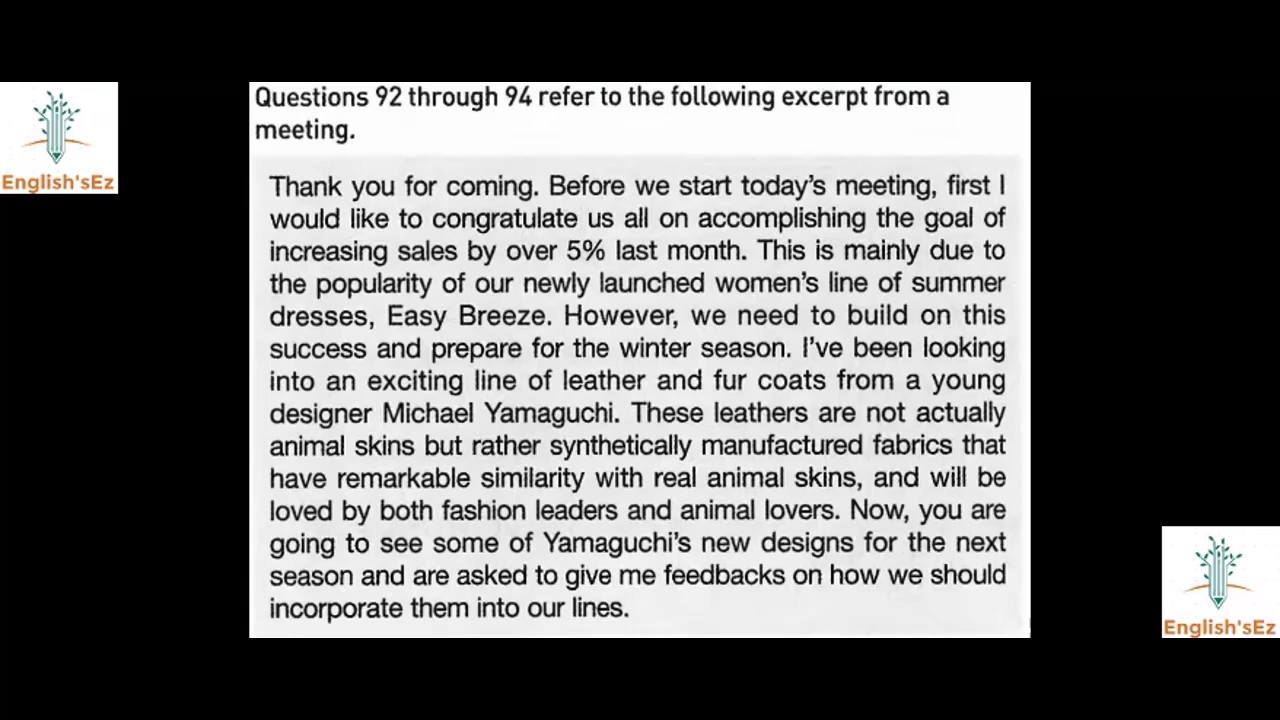 Questions 92 through 94 refer to the following excerpt from a
meeting.
Thank you for coming. Before we start today's meeting, first I
would like to congratulate us all on accomplishing the goal of
increasing sales by over 5% last month. This is mainly due to
the popularity of our newly launched women's line of summer
dresses, Easy Breeze. However, we need to build on this
success and prepare for the winter season. I've been looking
into an exciting line of leather and fur coats from a young
designer Michael Yamaguchi. These leathers are not actually
animal skins but rather synthetically manufactured fabrics that
have remarkable similarity with real animal skins, and will be
loved by both fashion leaders and animal lovers. Now, you are
going to see some of Yamaguchi's new designs for the next
season and are asked to give me feedbacks on how we should
incorporate them into our lines.
English'sEz
English'sEz